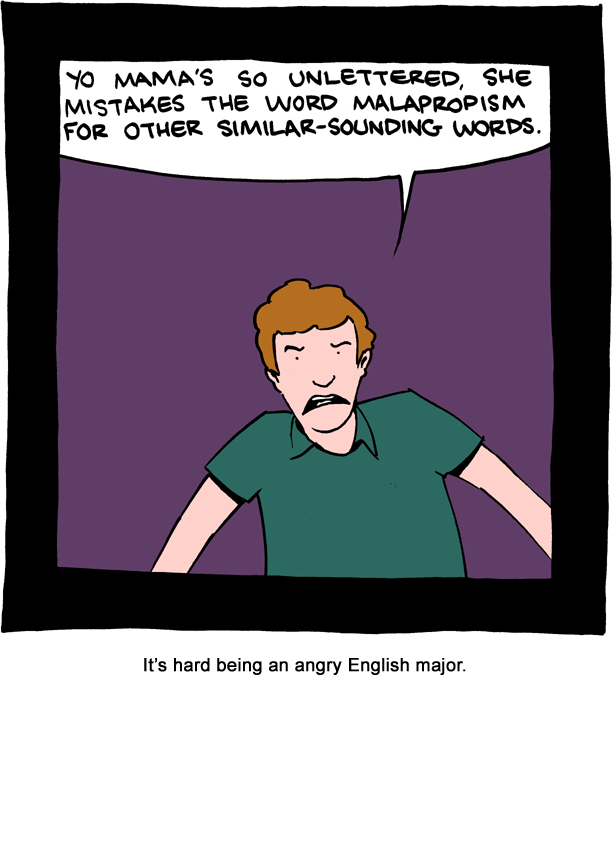 YO MAMA'S SO UNLETTERED, SHE
MISTAKES THE WORD MALAPROPISM
FOR OTHER SIMILAR-SOUNDING WORDS.
It's hard being an angry English major.